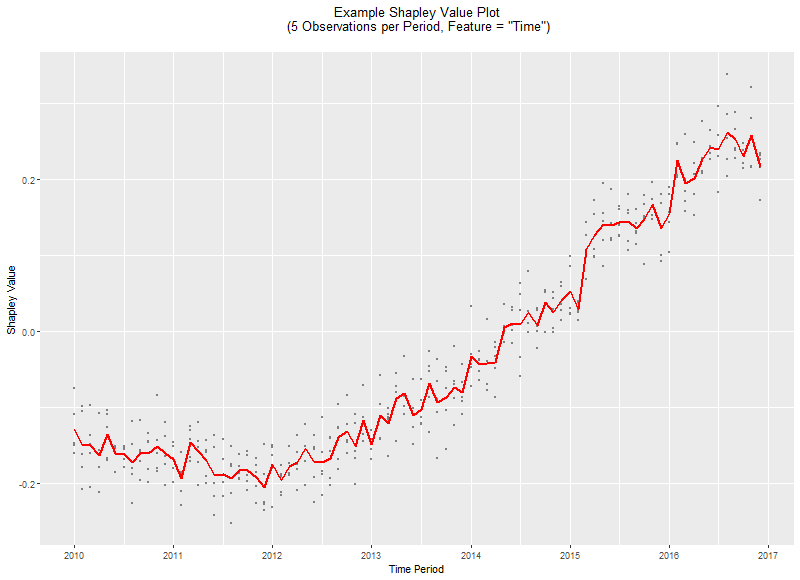 Example Shapley Value Plot
(5 Observations per Period, Feature = "Time")
Shapley Value
0.2
0.0
-0.2
2010 2011 2012 2013 2014 2015 2016 2017
Time Period